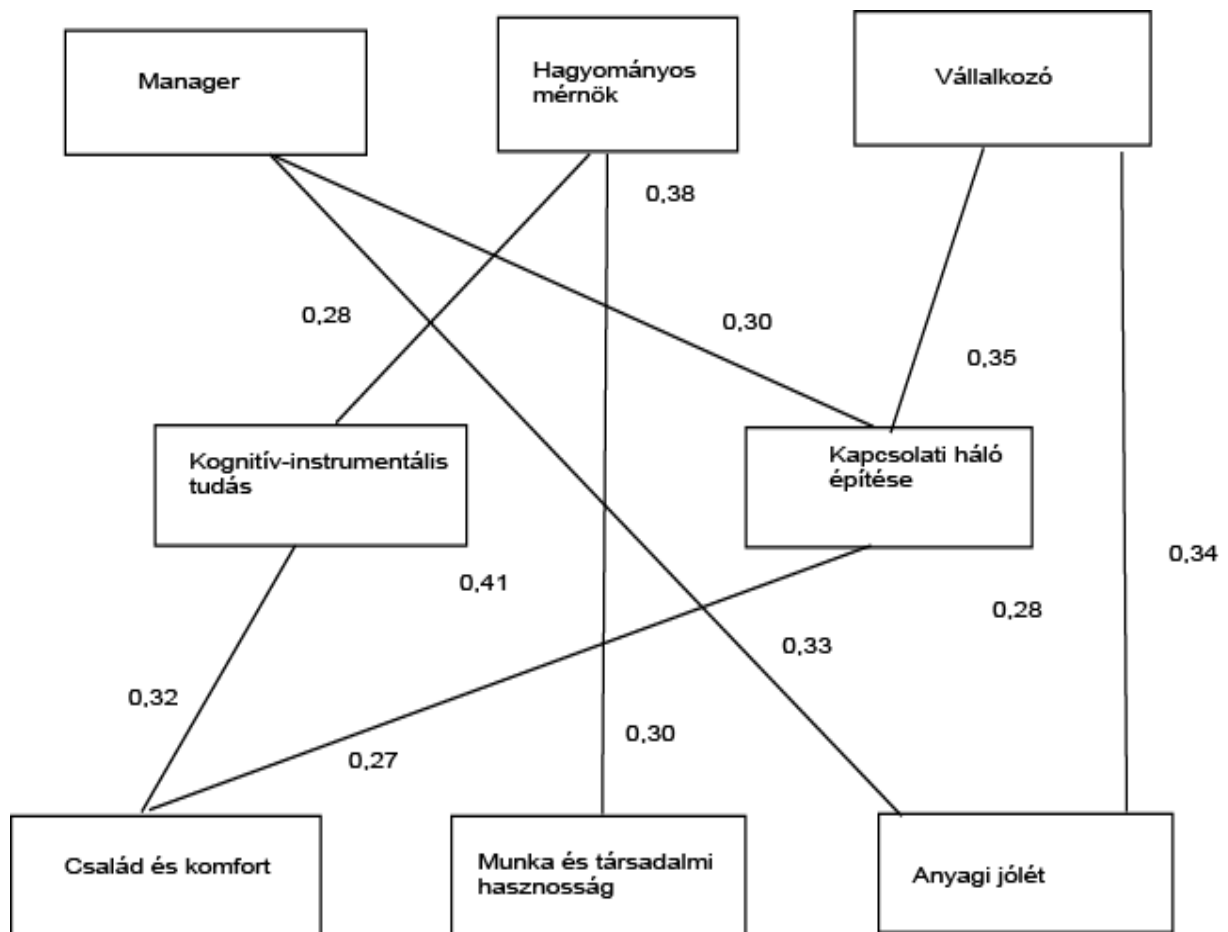 Manager
Hagyományos
mérnök
Vállalkozó
0,38
0,28
0,30
0,35
Kognitív-instrumentális
tudás
Kapcsolati háló
építése
0,41
0,28
0,34
0,33
0,32
0,30
0,27
Család és komfort
Munka és társadalmi
hasznosság
Anyagi jólét